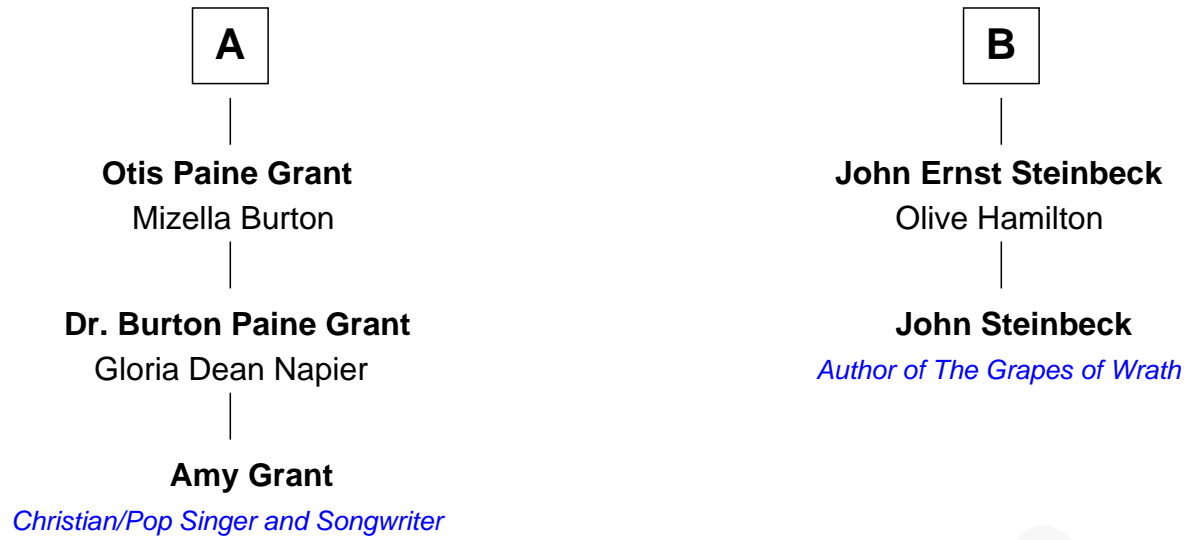 A
Otis Paine Grant
Mizella Burton
Dr. Burton Paine Grant
Gloria Dean Napier
Amy Grant
Christian/Pop Singer and Songwriter
B
John Ernst Steinbeck
Olive Hamilton
John Steinbeck
Author of The Grapes of Wrath